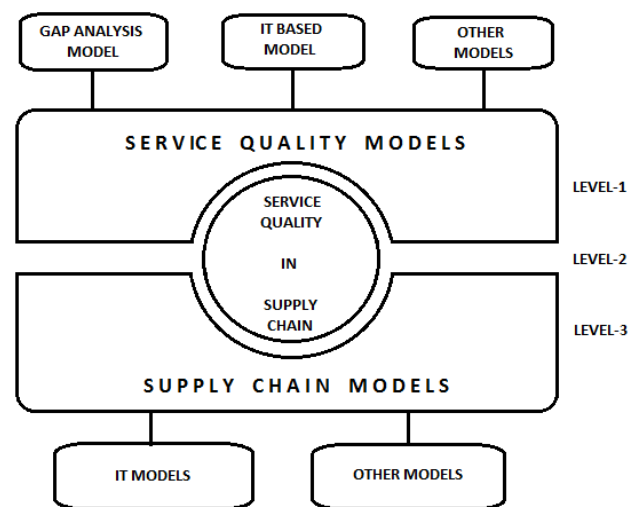 GAP ANALYSIS
MODEL
IT BASED
MODEL
OTHER
MODELS
SERVICE QUALITY MODELS
LEVEL-1
SERVICE
QUALITY
IN
SUPPLY
CHAIN
LEVEL-2
LEVEL-3
SUPPLY CHAIN MODELS
IT MODELS
OTHER MODELS